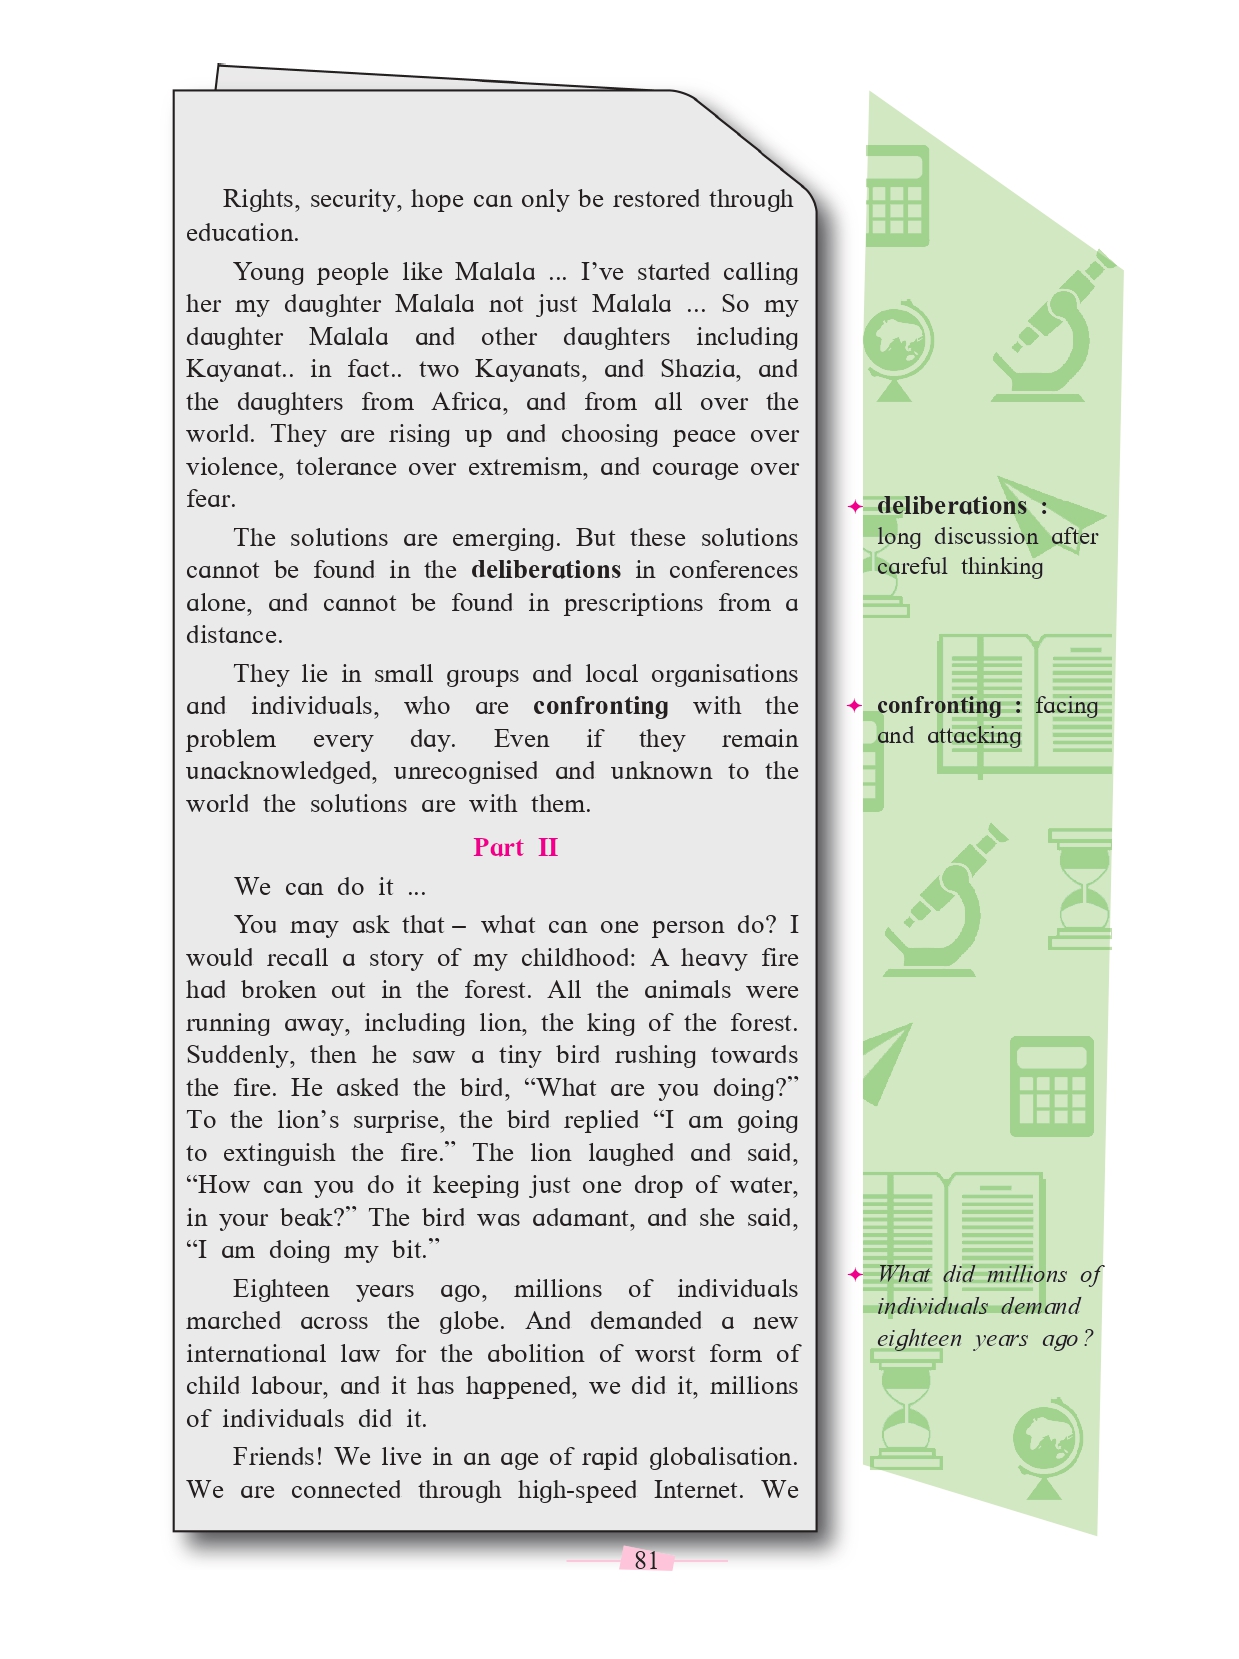 Rights, security, hope can only be restored through
education.
Young people like Malala ... I’ve started calling
her my daughter Malala not just Malala ... So my
daughter Malala and other daughters including
Kayanat.. in fact.. two Kayanats, and Shazia, and
the daughters from Africa, and from all over the
world. They are rising up and choosing peace over
violence, tolerance over extremism, and courage over
fear.
The solutions are emerging. But these solutions
cannot be found in the deliberations in conferences
alone, and cannot be found in prescriptions from a
distance.
They lie in small groups and local organisations
and individuals, who are confronting with the
problem every day. Even if they remain
unacknowledged, unrecognised and unknown to the
world the solutions are with them.
Part II
We can do it ...
You may ask that – what can one person do? I
would recall a story of my childhood: A heavy fire
had broken out in the forest. All the animals were
running away, including lion, the king of the forest.
Suddenly, then he saw a tiny bird rushing towards
the fire. He asked the bird, “What are you doing?”
To the lion’s surprise, the bird replied “I am going
to extinguish the fire.” The lion laughed and said,
“How can you do it keeping just one drop of water,
in your beak?” The bird was adamant, and she said,
“I am doing my bit.”
Eighteen years ago, millions of individuals
marched across the globe. And demanded a new
international law for the abolition of worst form of
child labour, and it has happened, we did it, millions
of individuals did it.
Friends! We live in an age of rapid globalisation.
We are connected through high-speed Internet. We
deliberations :
long discussion after
careful thinking
confronting : facing
and attacking
What did millions of
individuals demand
eighteen years ago?
81